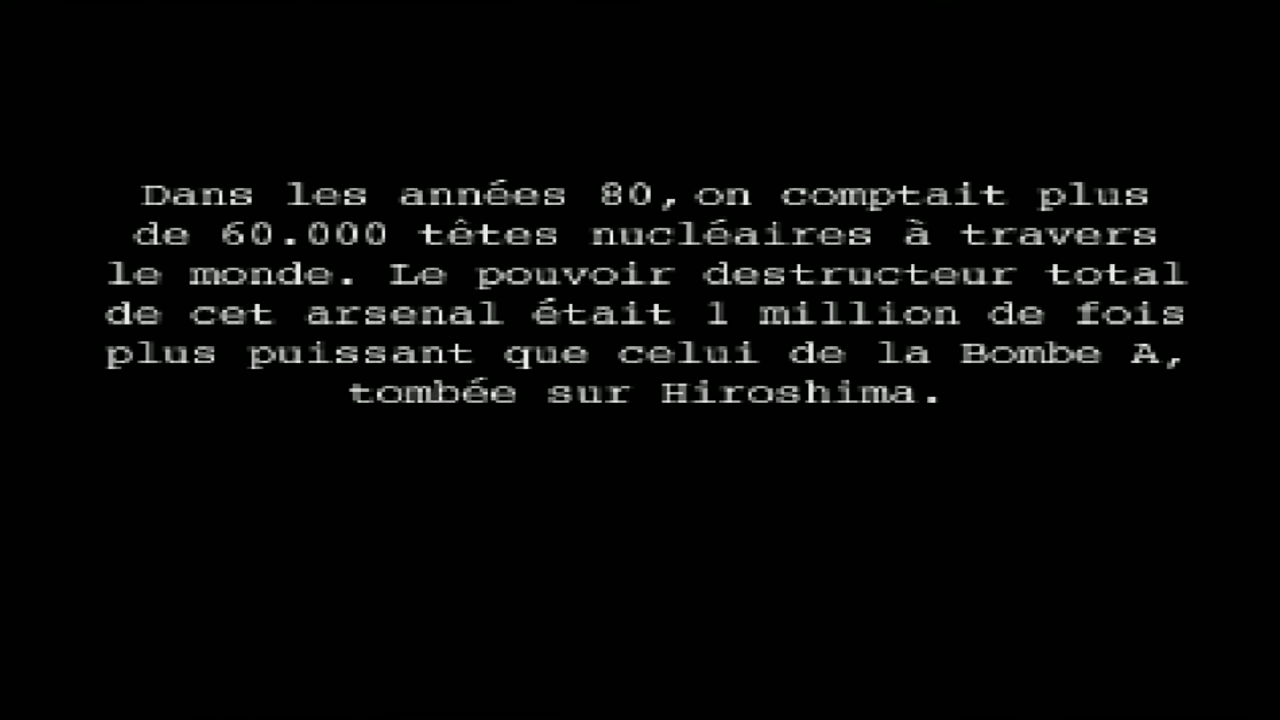 Dans les années 80, on comptait plus
de 60.000 têtes nucléaires à travers
le monde. Le pouvoir destructeur total
de cet arsenal était 1 million de fois
plus puissant que celui de la Bombe A,
tombée sur Hiroshima.